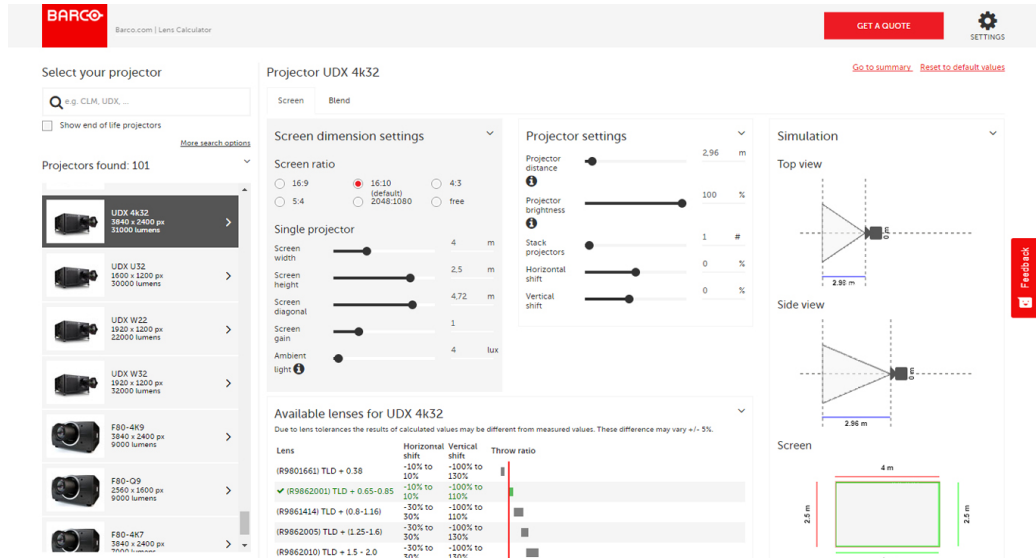 BARCO
Barco.com | Lens Calculator
GET A QUOTE
SETTINGS
Select your projector
e.g. CLM, UDX, ...
Show end of life projectors
More search options
Projectors found: 101
UDX 4k32
3840 x 2400 px
31000 lumens
UDX U32
1600 x 1200 px
30000 lumens
UDX W22
1920 x 1200 px
22000 lumens
UDX W32
1920 x 1200 px
32000 lumens
F80-4K9
3840 x 2400 px
9000 lumens
F80-Q9
2560 x 1600 px
9000 lumens
F80-4K7
3840 x 2400 px
7000 lumens
Projector UDX 4k32
Go to summary Reset to default values
Screen Blend
Screen dimension settings
Screen ratio
16:9 16:10 4:3
(default)
5:4 2048:1080 free
Single projector
Screen width 4 m
Screen height 2,5 m
Screen diagonal 4,72 m
Screen gain 1
Ambient light 4 lux
Projector settings
Projector distance 2,96 m
Projector brightness 100 %
Stack projectors 1 #
Horizontal shift 0 %
Vertical shift 0 %
Simulation
Top view
0 m
2.96 m
Side view
0 m
2.96 m
Screen
4 m
2.5 m
2.5 m
Available lenses for UDX 4k32
Due to lens tolerances the results of calculated values may be different from measured values. These difference may vary +/- 5%.
Lens Horizontal shift Vertical shift Throw ratio
(R9801661) TLD + 0.38 -10% to 10% -100% to 130%
(R9862001) TLD + 0.65-0.85 -10% to 10% -100% to 110%
(R9861414) TLD + (0.8-1.16) -30% to 30% -100% to 110%
(R9862005) TLD + (1.25-1.6) -30% to 30% -100% to 130%
(R9862010) TLD + 1.5 - 2.0 -30% to 30% -100% to 130%
Feedback